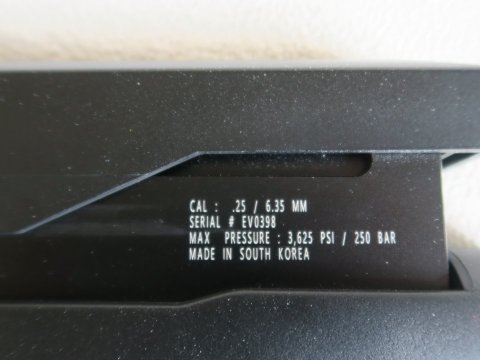 CAL : .25 / 6.35 MM
SERIAL # EV0398
MAX PRESSURE : 3,625 PSI / 250 BAR
MADE IN SOUTH KOREA